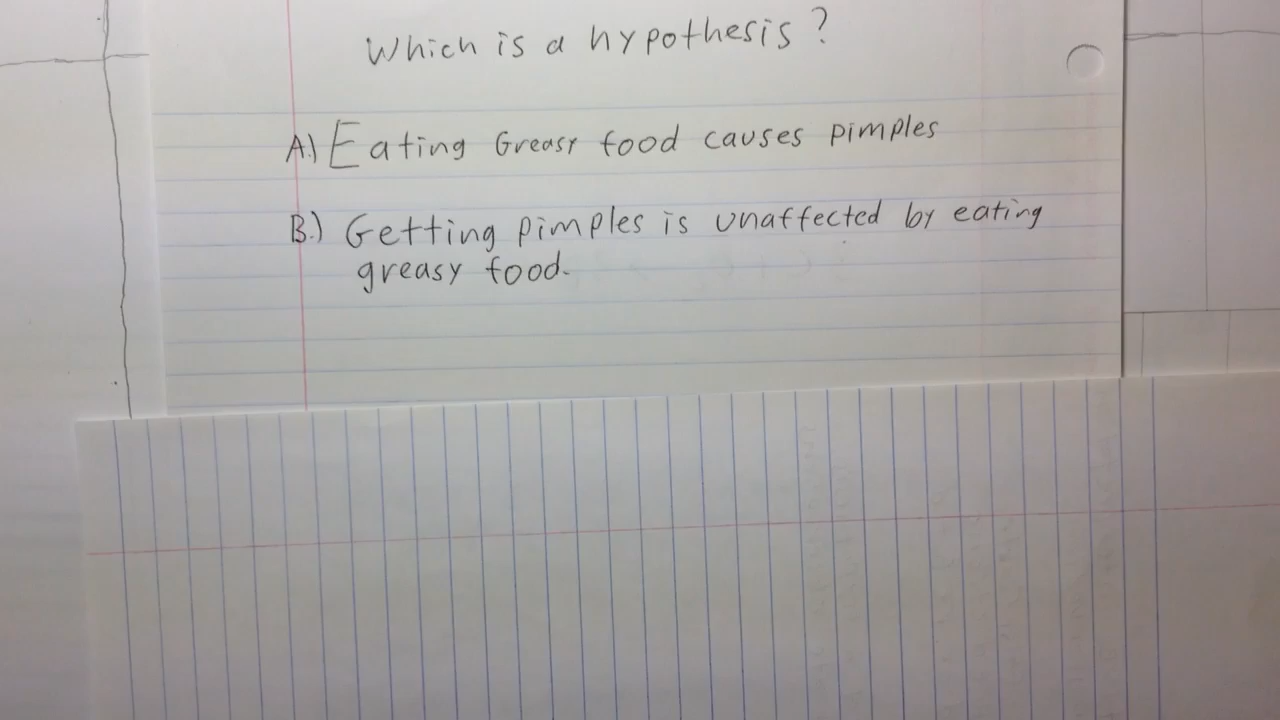 Which is a hypothesis?
A.) Eating Greasy food causes pimples
B.) Getting pimples is unaffected by eating
greasy food.